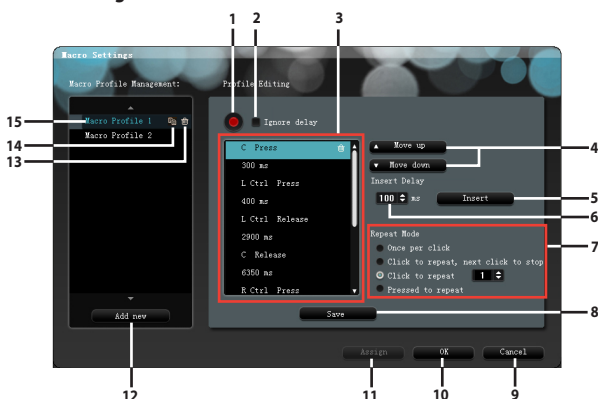 1 2 3
Macro Settings
Macro Profile Management: Profile Editing
15 Macro Profile 1
Ignore delay
14 Macro Profile 2
13
C Press
300 ms
L Ctrl Press
400 ms
L Ctrl Release
2900 ms
C Release
6350 ms
R Ctrl Press
Move up
4
Move down
Insert Delay
100 ms Insert 5
6
Repeat Mode
7
Once per click
Click to repeat, next click to stop
Click to repeat 1
Pressed to repeat
Add new Save 8
Assign OK Cancel
12 11 10 9